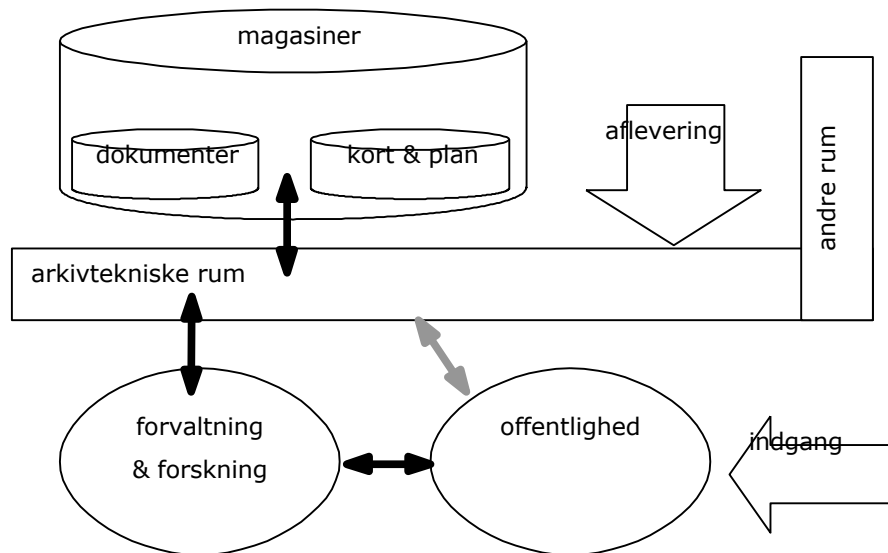 magasiner
dokumenter
kort & plan
aflevering
andre rum
arkivtekniske rum
forvaltning
& forskning
offentlighed
indgang